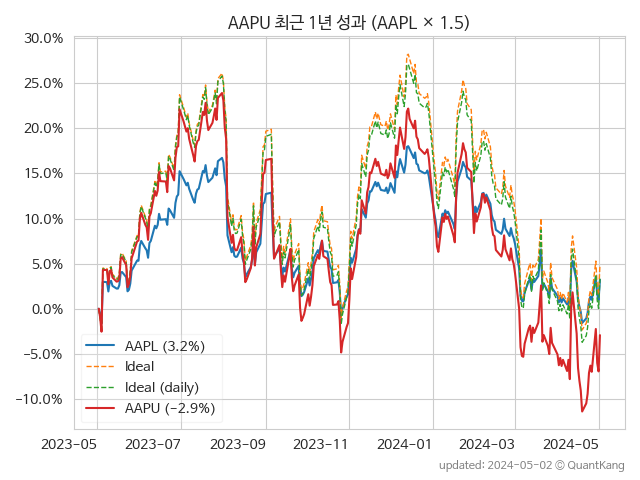 AAPU 최근 1년 성과 (AAPL × 1.5)
30.0%
25.0%
20.0%
15.0%
10.0%
5.0%
0.0%
−5.0%
−10.0%
AAPL (3.2%)
Ideal
Ideal (daily)
AAPU (−2.9%)
2023-05
2023-07
2023-09
2023-11
2024-01
2024-03
2024-05
updated: 2024-05-02 @ QuantKang